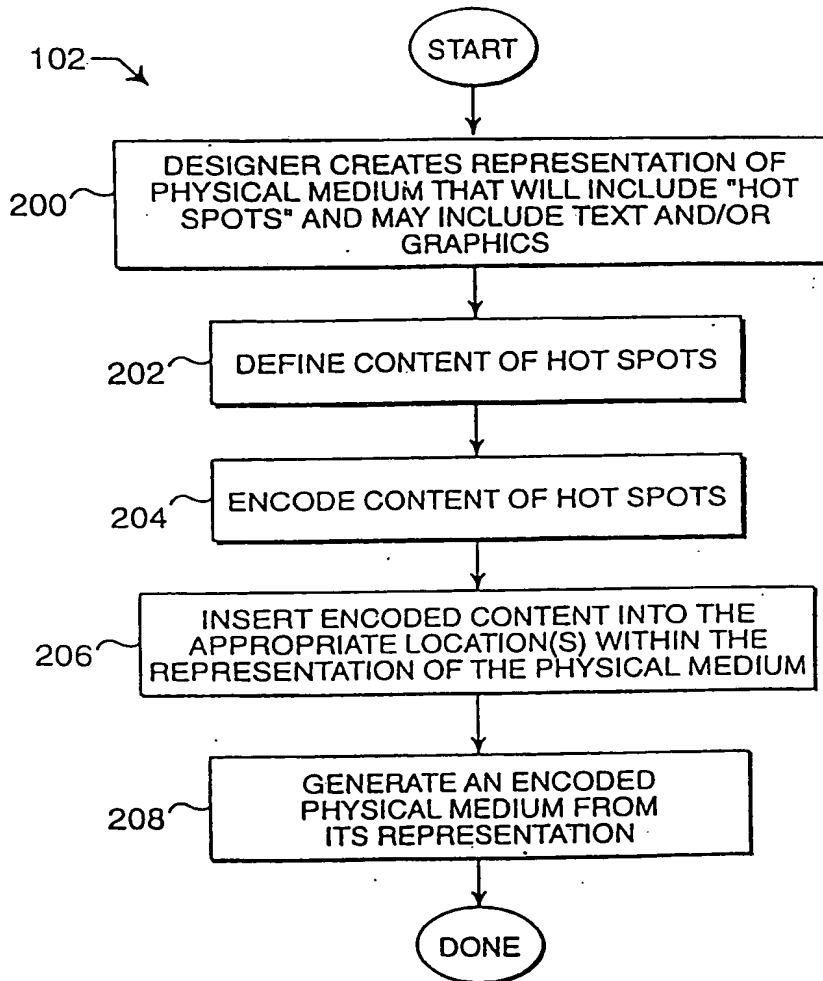 START
102
DESIGNER CREATES REPRESENTATION OF
PHYSICAL MEDIUM THAT WILL INCLUDE "HOT
SPOTS" AND MAY INCLUDE TEXT AND/OR
GRAPHICS
200
DEFINE CONTENT OF HOT SPOTS
202
ENCODE CONTENT OF HOT SPOTS
204
INSERT ENCODED CONTENT INTO THE
APPROPRIATE LOCATION(S) WITHIN THE
REPRESENTATION OF THE PHYSICAL MEDIUM
206
GENERATE AN ENCODED
PHYSICAL MEDIUM FROM
ITS REPRESENTATION
208
DONE